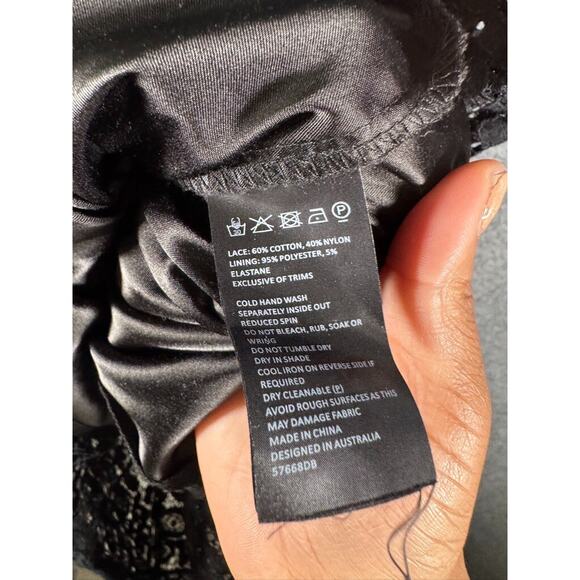 P
LACE: 60% COTTON, 40% NYLON
LINING: 95% POLYESTER, 5%
ELASTANE
EXCLUSIVE OF TRIMS
COLD HAND WASH
SEPARATELY INSIDE OUT
REDUCED SPIN
DO NOT BLEACH, RUB, SOAK OR
WRING
DO NOT TUMBLE DRY
DRY IN SHADE
COOL IRON ON REVERSE SIDE IF
REQUIRED
DRY CLEANABLE (P)
AVOID ROUGH SURFACES AS THIS
MAY DAMAGE FABRIC
MADE IN CHINA
DESIGNED IN AUSTRALIA
57668DB